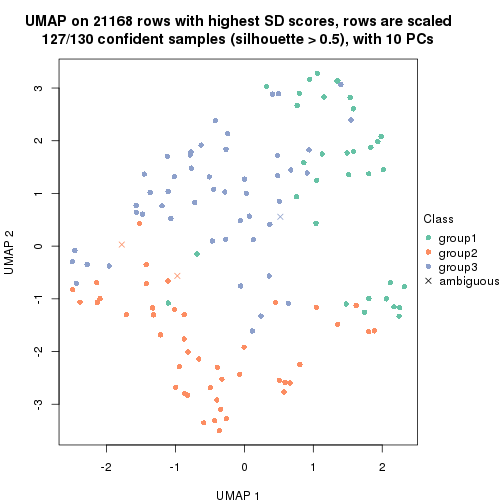 UMAP on 21168 rows with highest SD scores, rows are scaled
127/130 confident samples (silhouette > 0.5), with 10 PCs
3
2
1
0
-1
-2
-3
UMAP 2
-2
-1
0
1
2
UMAP 1
Class
group1
group2
group3
ambiguous